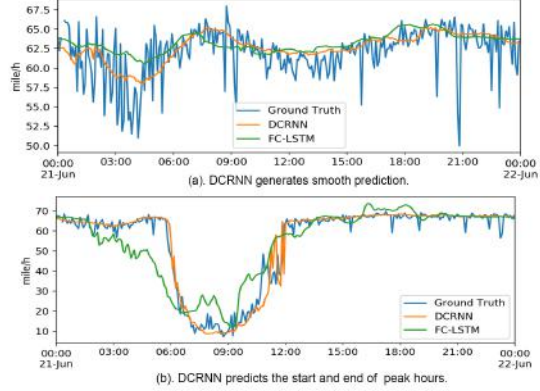 67.5
65.0
62.5
60.0
57.5
55.0
52.5
50.0
mile/h
Ground Truth
DCRNN
FC-LSTM
00:00 03:00 06:00 09:00 12:00 15:00 18:00 21:00 00:00
21-Jun 22-Jun
(a). DCRNN generates smooth prediction.
70
60
50
40
30
20
10
mile/h
Ground Truth
DCRNN
FC-LSTM
00:00 03:00 06:00 09:00 12:00 15:00 18:00 21:00 00:00
21-Jun 22-Jun
(b). DCRNN predicts the start and end of peak hours.